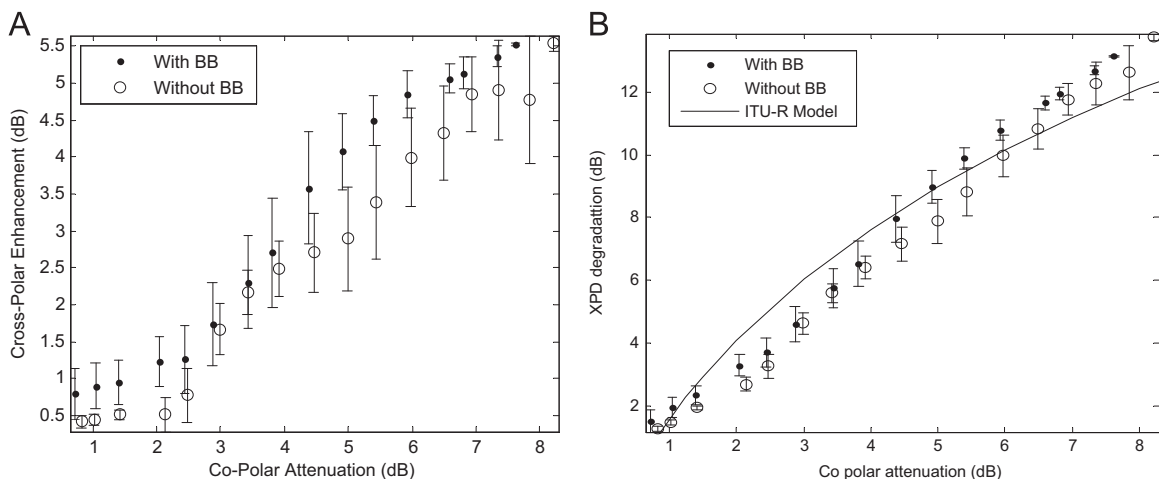 A
Cross-Polar Enhancement (dB)
5.5
5
4.5
4
3.5
3
2.5
2
1.5
1
0.5
With BB
Without BB
1 2 3 4 5 6 7 8
Co-Polar Attenuation (dB)
B
XPD degradattion (dB)
12
10
8
6
4
2
With BB
Without BB
ITU-R Model
1 2 3 4 5 6 7 8
Co polar attenuation (dB)